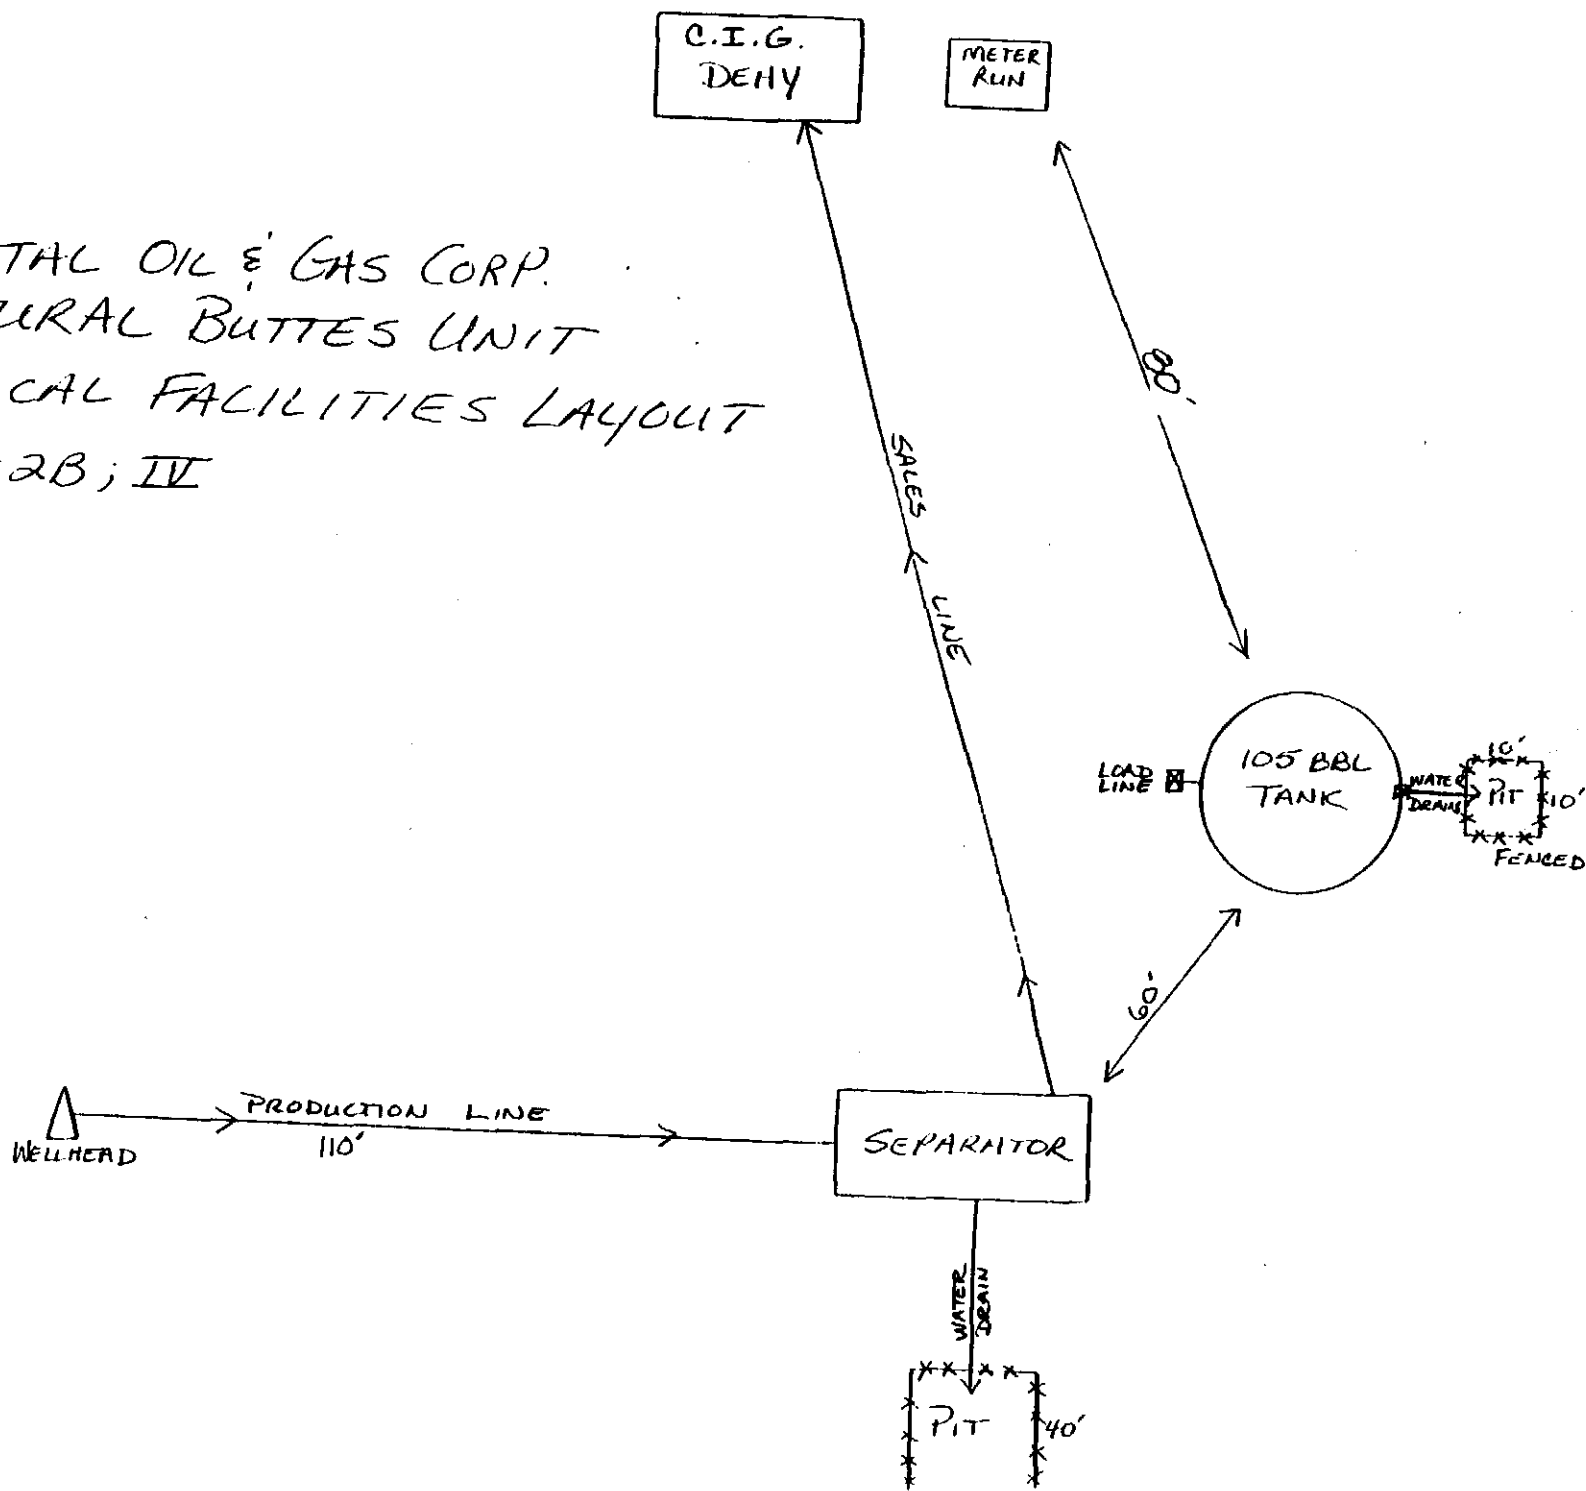 C.I.G.
DEHY
METER
RUN
TAL OIL & GAS CORP.
URAL BUTTES UNIT
CAL FACILITIES LAYOUT
2B; IV
80'
SALES LINE
LOAD
LINE
105 BBL
TANK
WATER
DRAINS
10'
PIT
10'
FENCED
60'
WELLHEAD
PRODUCTION LINE
110'
SEPARATOR
WATER
DRAIN
PIT
40'